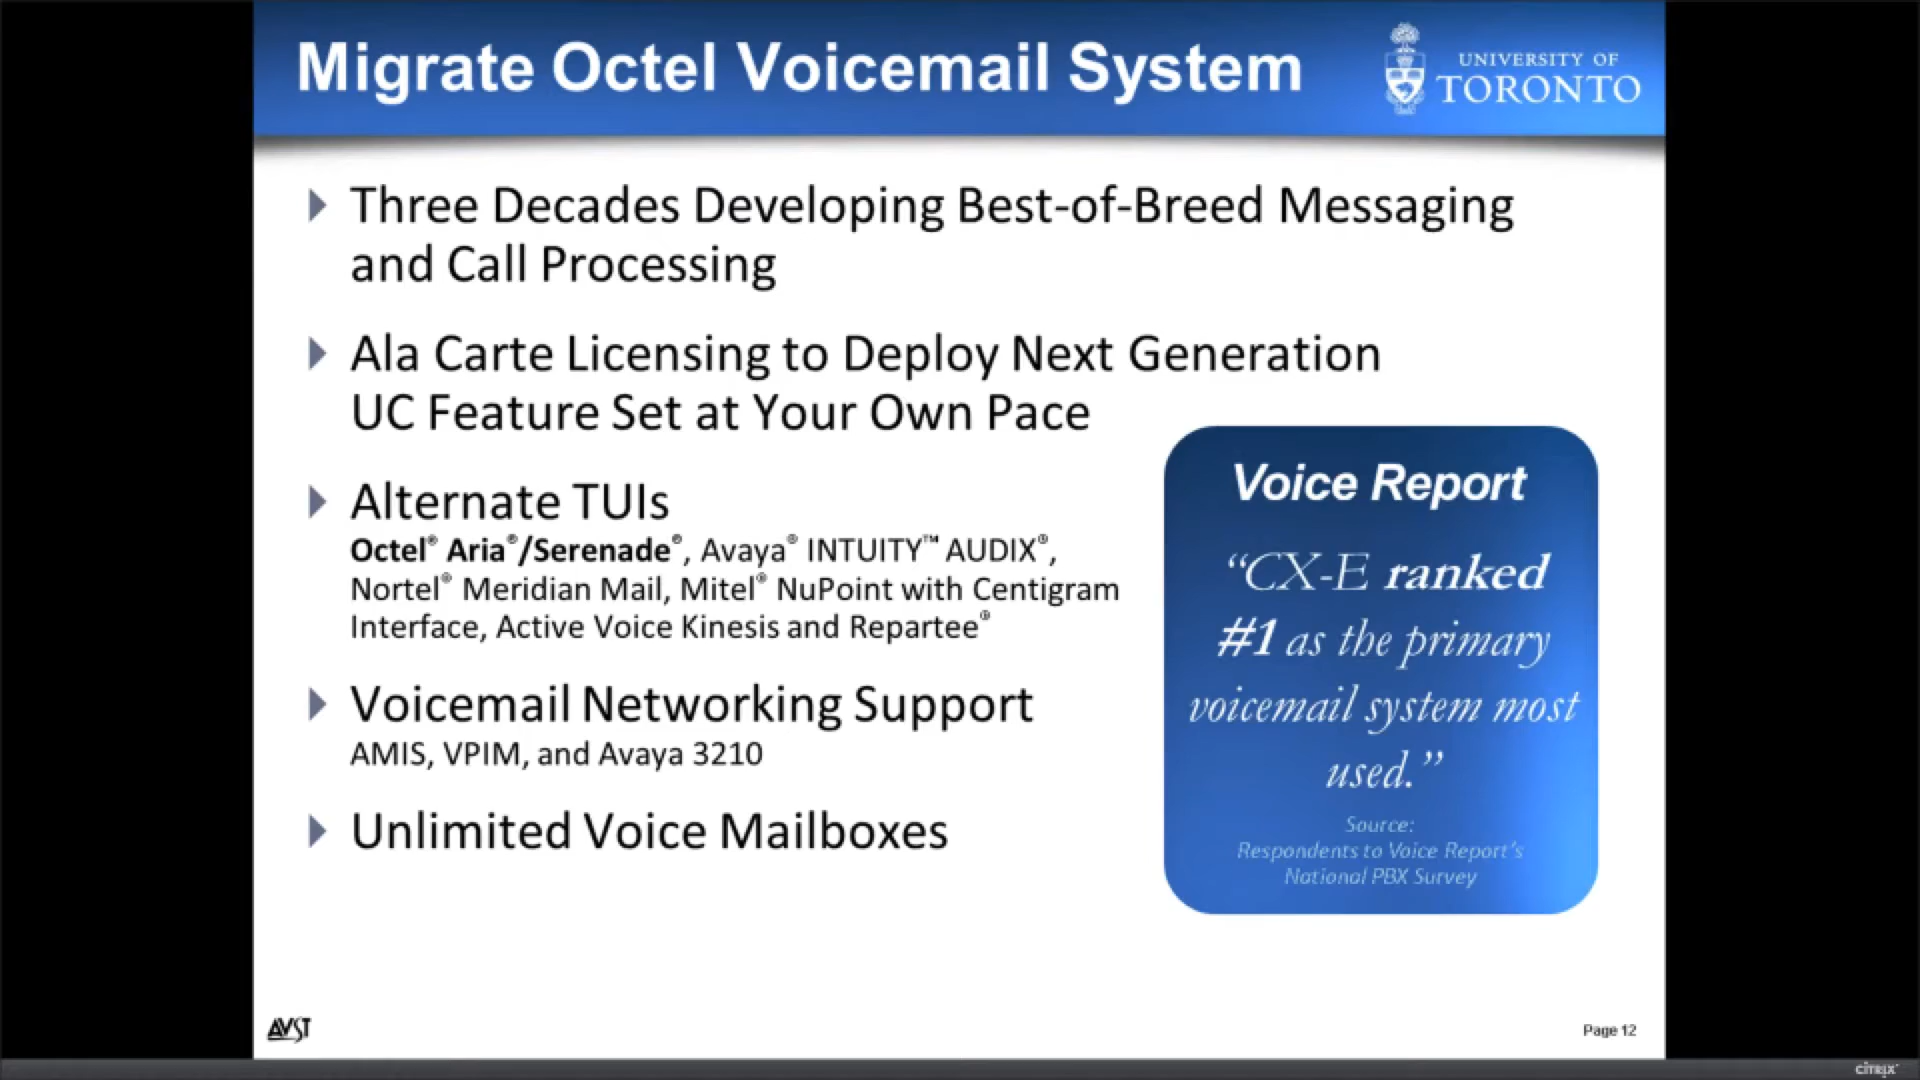 Migrate Octel Voicemail System
UNIVERSITY OF
TORONTO
Three Decades Developing Best-of-Breed Messaging
and Call Processing
Ala Carte Licensing to Deploy Next Generation
UC Feature Set at Your Own Pace
Alternate TUIs
Octel® Aria®/Serenade®, Avaya® INTUITY™ AUDIX®,
Nortel® Meridian Mail, Mitel® NuPoint with Centigram
Interface, Active Voice Kinesis and Repartee®
Voicemail Networking Support
AMIS, VPIM, and Avaya 3210
Unlimited Voice Mailboxes
Voice Report
“CX-E ranked
#1 as the primary
voicemail system most
used.”
Source:
Respondents to Voice Report’s
National PBX Survey
AVST
Page 12
CITRIX®